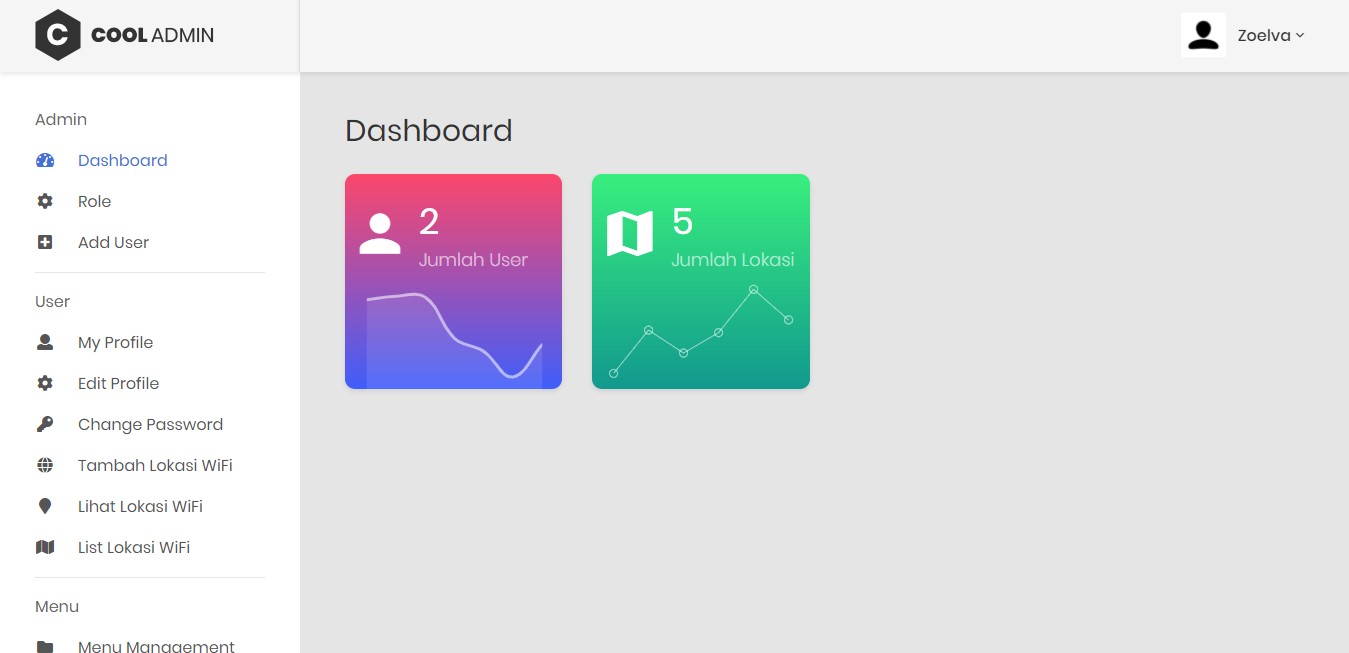 C COOL ADMIN
Zoelva
Admin
Dashboard
Role
Add User
User
My Profile
Edit Profile
Change Password
Tambah Lokasi WiFi
Lihat Lokasi WiFi
List Lokasi WiFi
Menu
Menu Management
Dashboard
2
Jumlah User
5
Jumlah Lokasi